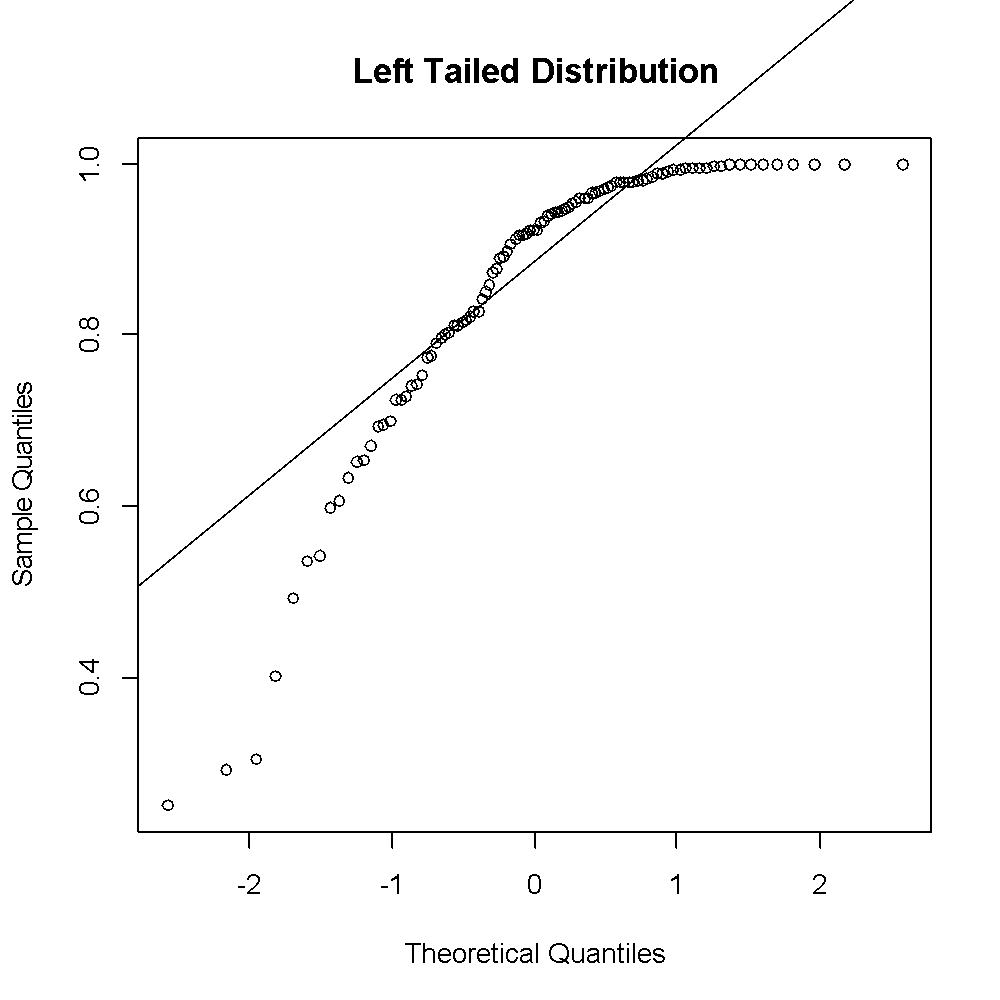 Left Tailed Distribution
1.0
0.8
0.6
0.4
Sample Quantiles
-2 -1 0 1 2
Theoretical Quantiles